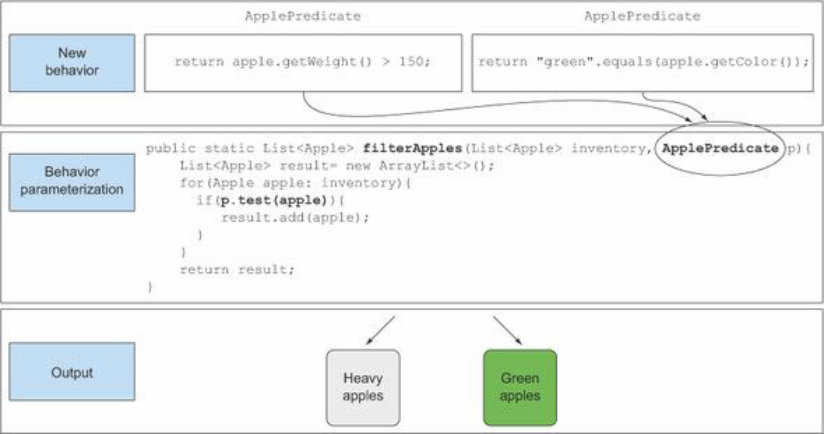 ApplePredicate
ApplePredicate
New
behavior
return apple.getWeight() > 150;
return "green".equals(apple.getColor());
Behavior
parameterization
public static List<Apple> filterApples(List<Apple> inventory, ApplePredicate p){
List<Apple> result= new ArrayList<>();
for(Apple apple: inventory){
if(p.test(apple)){
result.add(apple);
}
}
return result;
}
Output
Heavy
apples
Green
apples